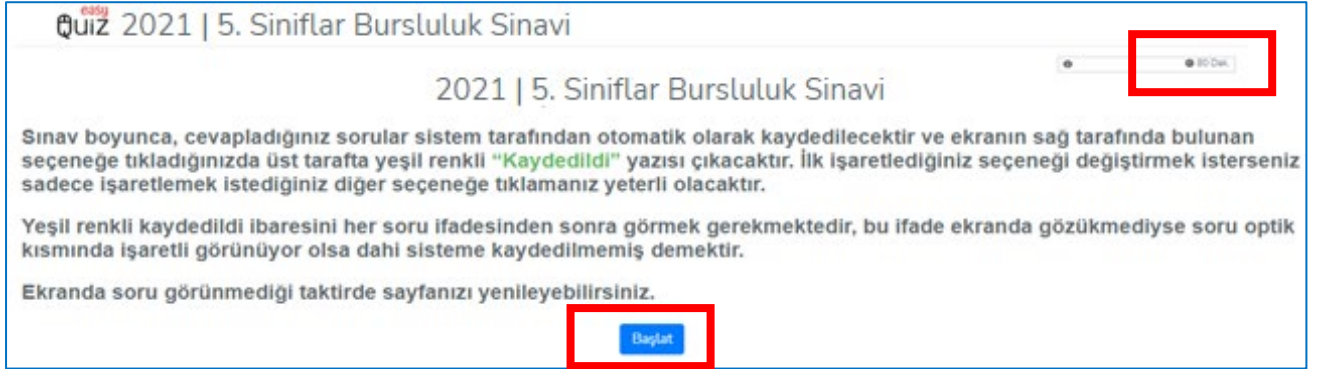 easy
Quiz 2021 | 5. Siniflar Bursluluk Sinavi
80 Dak.
2021 | 5. Siniflar Bursluluk Sinavi
Sınav boyunca, cevapladığınız sorular sistem tarafından otomatik olarak kaydedilecektir ve ekranın sağ tarafında bulunan
seçeneğe tıkladığınızda üst tarafta yeşil renkli “Kaydedildi” yazısı çıkacaktır. İlk işaretlediğiniz seçeneği değiştirmek isterseniz
sadece işaretlemek istediğiniz diğer seçeneğe tıklamanız yeterli olacaktır.
Yeşil renkli kaydedildi ibaresini her soru ifadesinden sonra görmek gerekmektedir, bu ifade ekranda gözükmediyse soru optik
kısmında işaretli görünüyor olsa dahi sisteme kaydedilmemiş demektir.
Ekranda soru görünmediği taktirde sayfanızı yenileyebilirsiniz.
Başlat